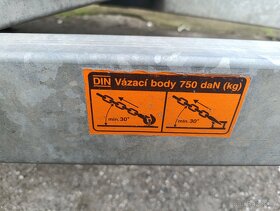 DIN Vázací body 750 daN (kg)
min. 30° min. 30°